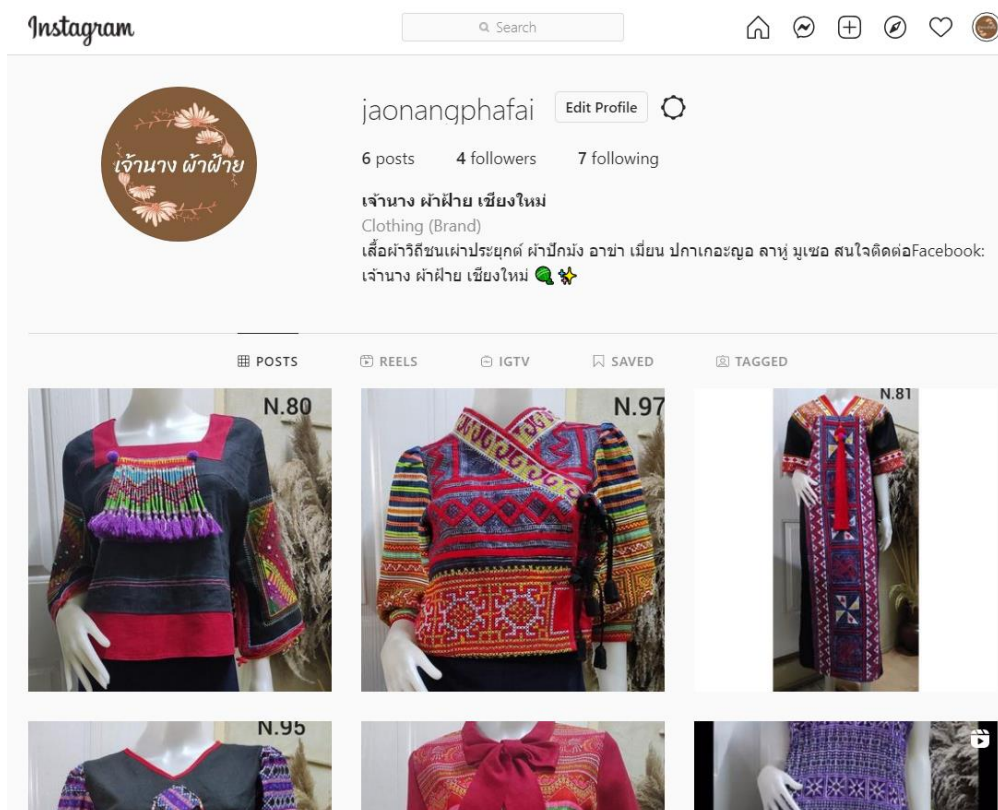 Instagram
Search
jaonangphafai Edit Profile
เจ้านาง ผ้าฝ้าย
6 posts 4 followers 7 following
เจ้านาง ผ้าฝ้าย เชียงใหม่
Clothing (Brand)
เสื้อผ้าวิถีชนเผ่าประยุกต์ ผ้าปักม้ง อาข่า เมี่ยน ปกาเกอะญอ ลาหู่ มูเซอ สนใจติดต่อFacebook:
เจ้านาง ผ้าฝ้าย เชียงใหม่
POSTS REELS IGTV SAVED TAGGED
N.80 N.97 N.81
N.95